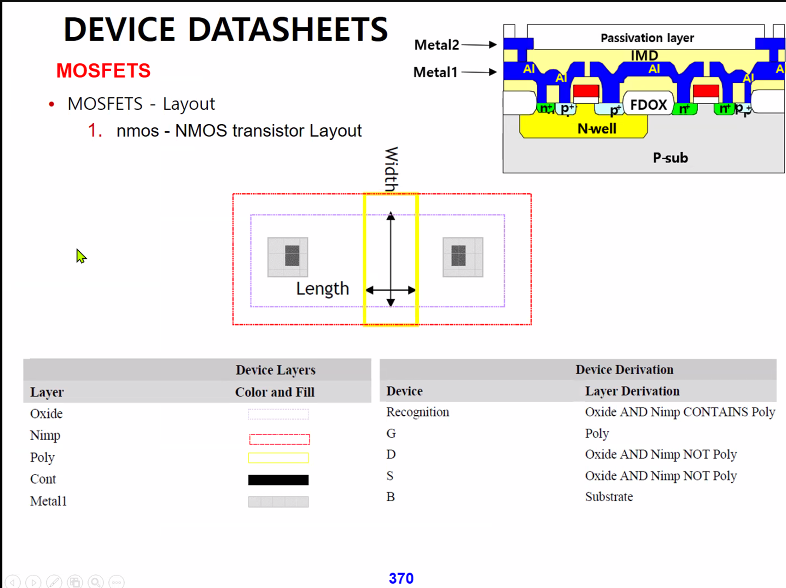 DEVICE DATASHEETS
MOSFETS
• MOSFETS - Layout
1. nmos - NMOS transistor Layout
Metal2
Metal1
Passivation layer
IMD
Al
Al
Al
Al
A
n+
p+
p+
FDOX
n+
n+
p+
N-well
P-sub
Width
Length
Device Layers
Layer Color and Fill
Oxide
Nimp
Poly
Cont
Metal1
Device Derivation
Device Layer Derivation
Recognition Oxide AND Nimp CONTAINS Poly
G Poly
D Oxide AND Nimp NOT Poly
S Oxide AND Nimp NOT Poly
B Substrate
370